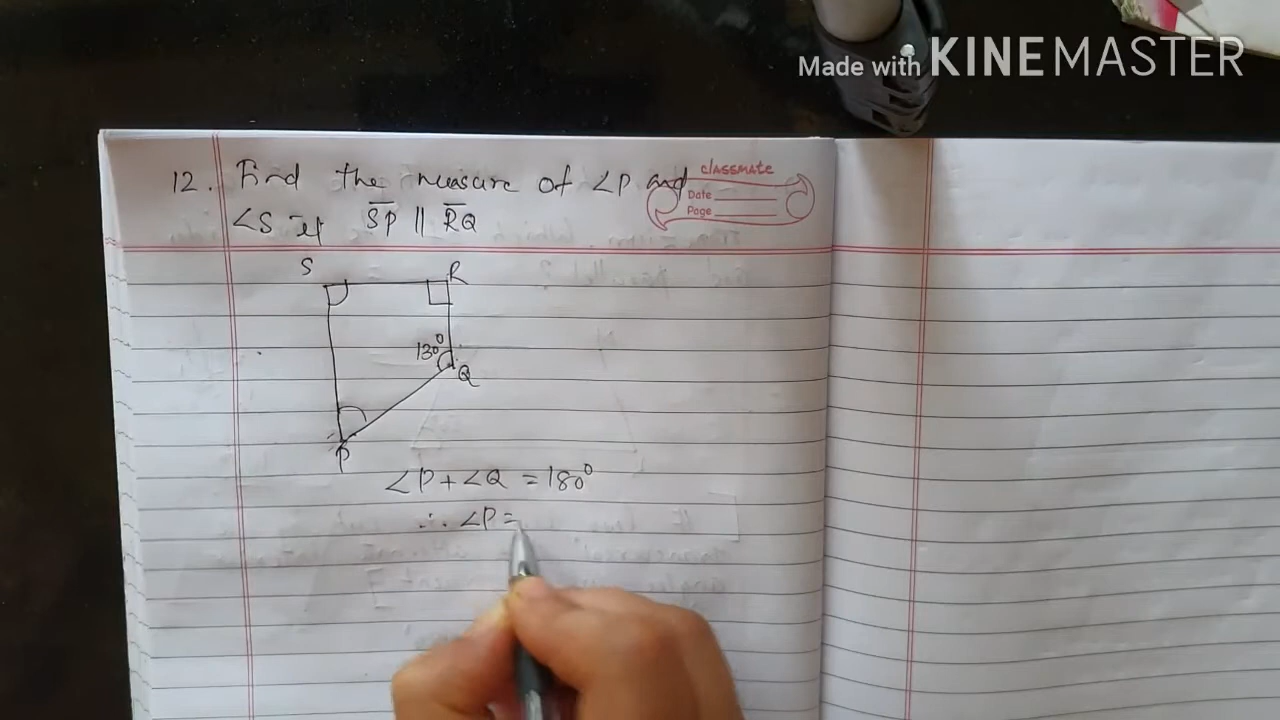 Made with KINEMASTER
classmate
Date
Page
12. Find the measure of ∠P and
∠S if SP || RQ
S R
130°
Q
P
∠P + ∠Q = 180°
∴ ∠P =